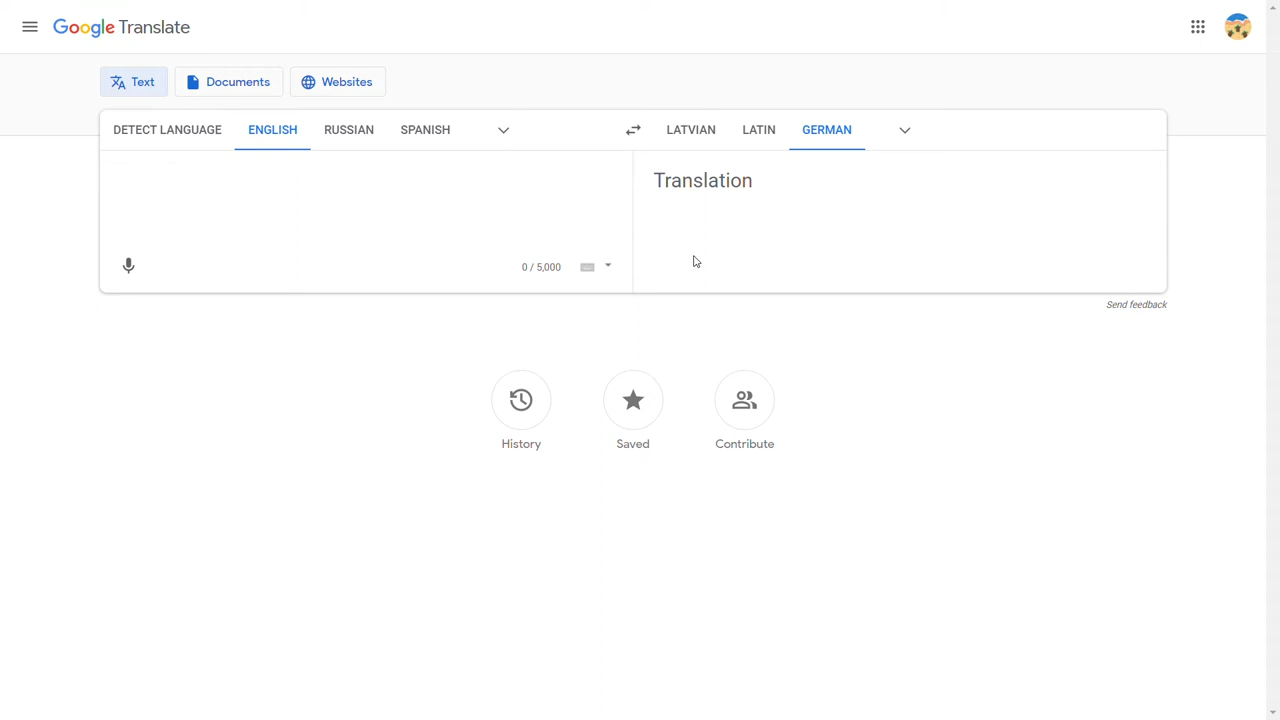 Google Translate
Text Documents Websites
DETECT LANGUAGE ENGLISH RUSSIAN SPANISH LATVIAN LATIN GERMAN
Translation
0 / 5,000
Send feedback
History Saved Contribute